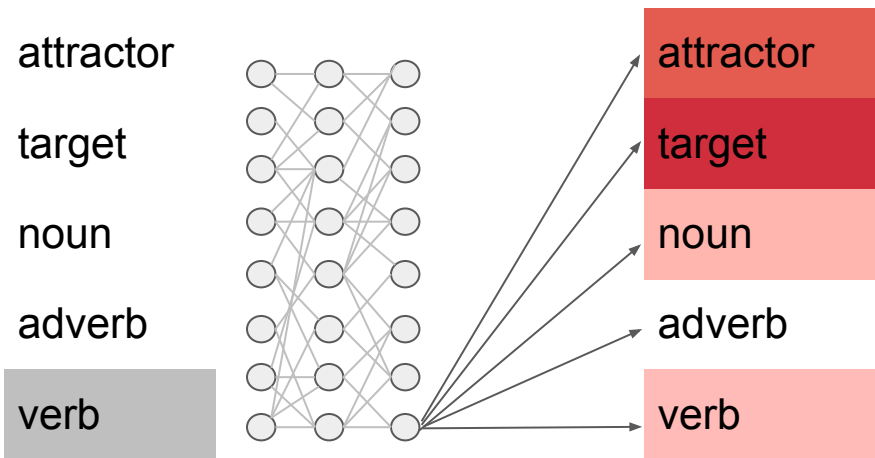 attractor
target
noun
adverb
verb
attractor
target
noun
adverb
verb